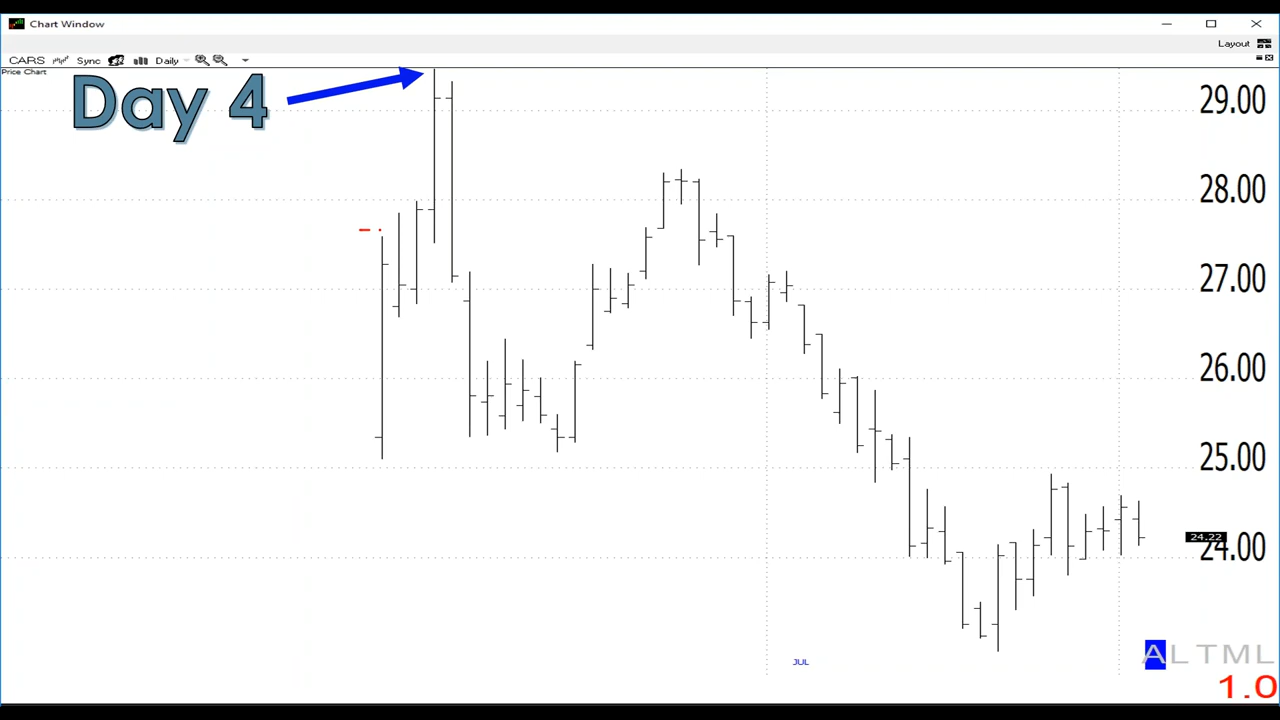 Chart Window
Layout
CARS Sync Daily
Price Chart
Day 4
29.00
28.00
27.00
26.00
25.00
24.22
24.00
JUL
ALTML
1.0